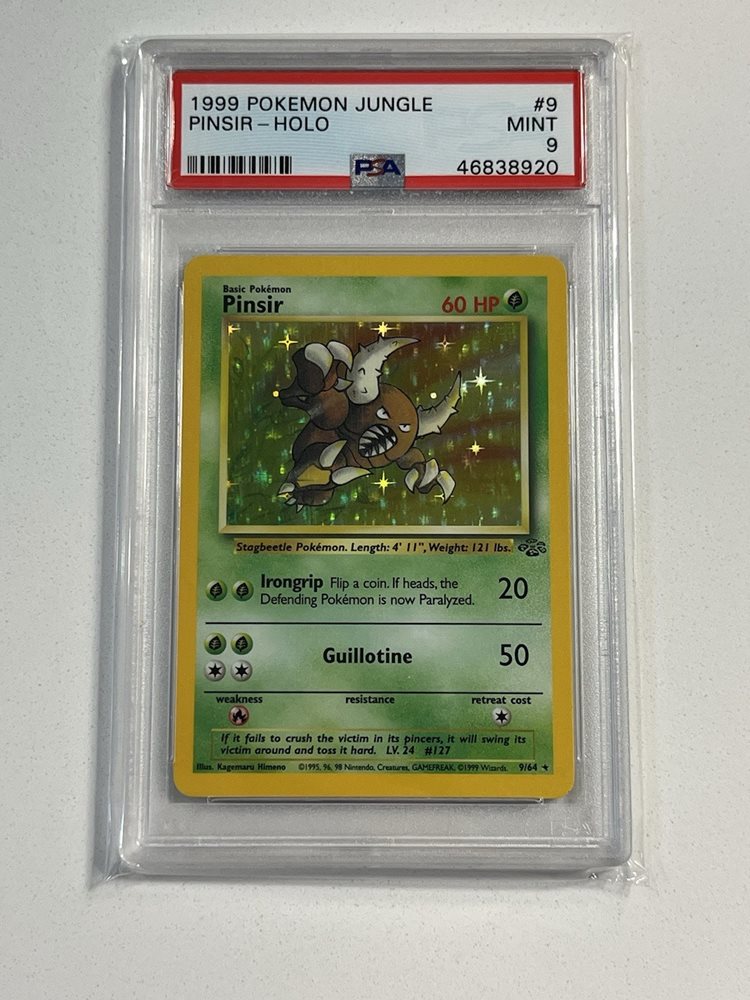 1999 POKEMON JUNGLE #9
PINSIR - HOLO MINT
9
PSA 46838920
Basic Pokémon
Pinsir 60 HP
Stagbeetle Pokémon. Length: 4' 11", Weight: 121 lbs.
Irongrip Flip a coin. If heads, the
Defending Pokémon is now Paralyzed. 20
Guillotine 50
weakness resistance retreat cost
If it fails to crush the victim in its pincers, it will swing its
victim around and toss it hard. LV. 24 #127
Illus. Kagemaru Himeno ©1995, 96, 98 Nintendo, Creatures, GAMEFREAK. ©1999 Wizards. 9/64 ★